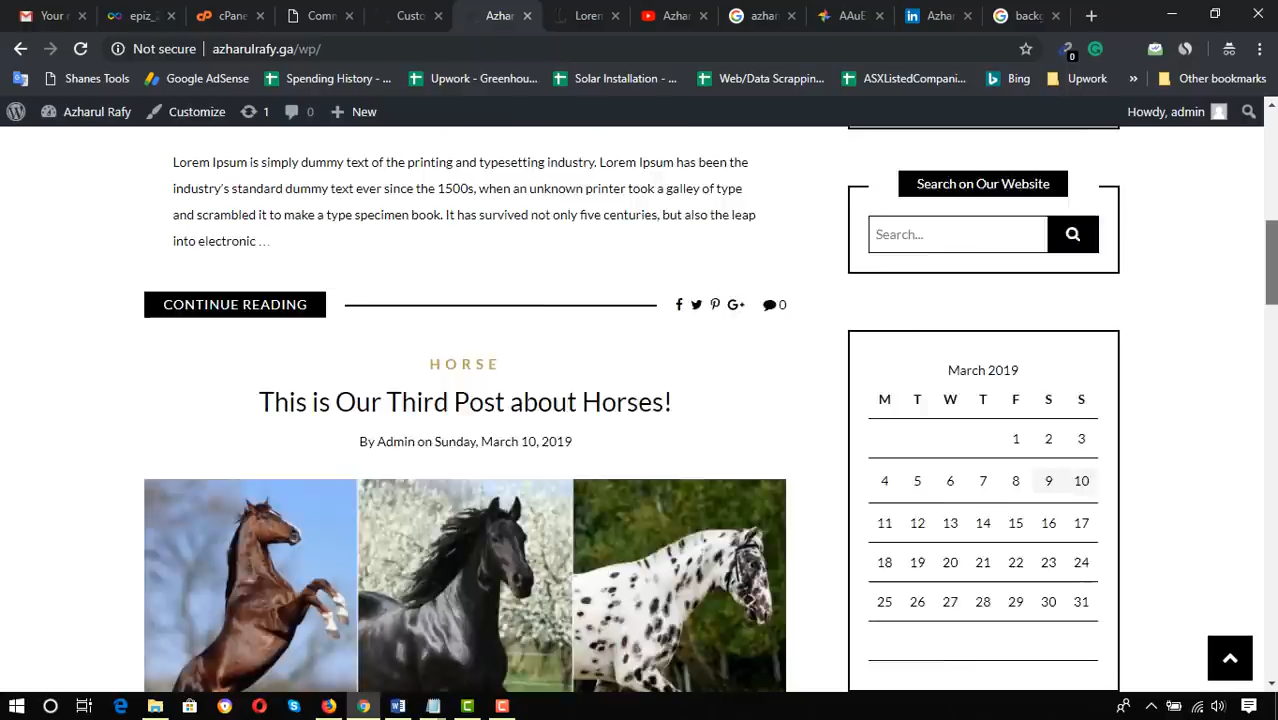 Your
epiz_
cPane
Comn
Custo
Azhar
Loren
Azhar
azhar
AAuE
Azhar
backg
Not secure
azharulrafy.ga/wp/
0
Shanes Tools
Google AdSense
Spending History - ...
Upwork - Greenhou...
Solar Installation - ...
Web/Data Scrappin...
ASXListedCompani...
Bing
Upwork
»
Other bookmarks
Azharul Rafy
Customize
1
0
New
Howdy, admin
Lorem Ipsum is simply dummy text of the printing and typesetting industry. Lorem Ipsum has been the
industry's standard dummy text ever since the 1500s, when an unknown printer took a galley of type
and scrambled it to make a type specimen book. It has survived not only five centuries, but also the leap
into electronic …
CONTINUE READING
0
HORSE
This is Our Third Post about Horses!
By Admin on Sunday, March 10, 2019
Search on Our Website
Search...
March 2019
M T W T F S S
1 2 3
4 5 6 7 8 9 10
11 12 13 14 15 16 17
18 19 20 21 22 23 24
25 26 27 28 29 30 31